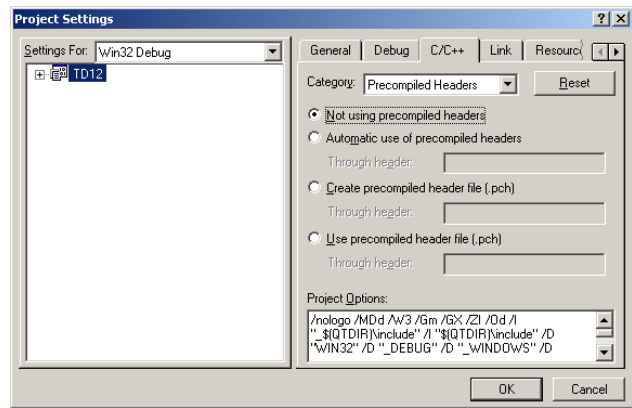 Project Settings
Settings For: Win32 Debug
TD12
General Debug C/C++ Link Resourc
Category: Precompiled Headers Reset
Not using precompiled headers
Automatic use of precompiled headers
Through header:
Create precompiled header file (.pch)
Through header:
Use precompiled header file (.pch)
Through header:
Project Options:
/nologo /MDd /W3 /Gm /GX /ZI /Od /I
"_$(QTDIR)\include" /I "$(QTDIR)\include" /D
"WIN32" /D "_DEBUG" /D "_WINDOWS" /D
OK Cancel